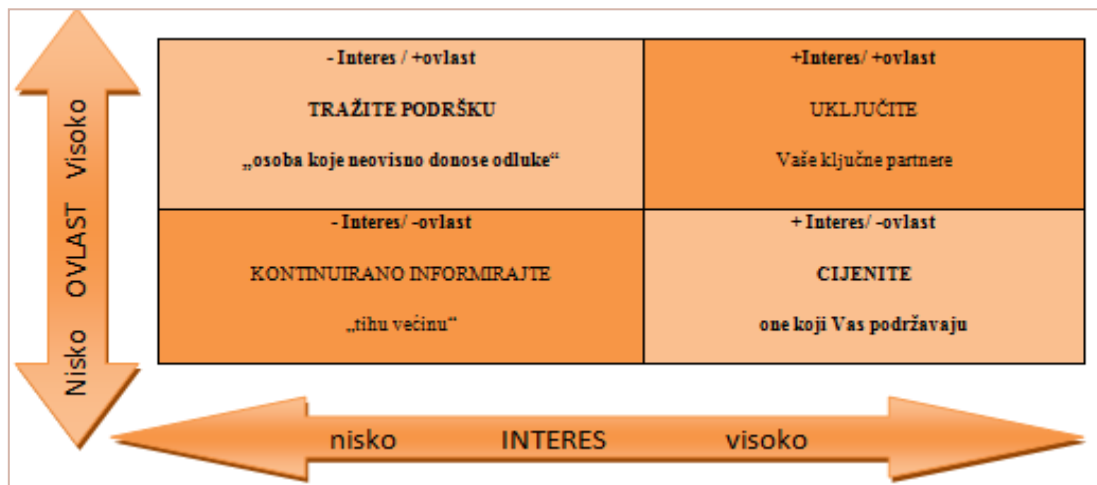 - Interes / +ovlast
TRAŽITE PODRŠKU
„osoba koje neovisno donose odluke“
+Interes/ +ovlast
UKLJUČITE
Vaše ključne partnere
- Interes/ -ovlast
KONTINUIRANO INFORMIRAJTE
„tihu većinu“
+ Interes/ -ovlast
CIJENITE
one koji Vas podržavaju
Nisko OVLAST Visoko
nisko INTERES visoko